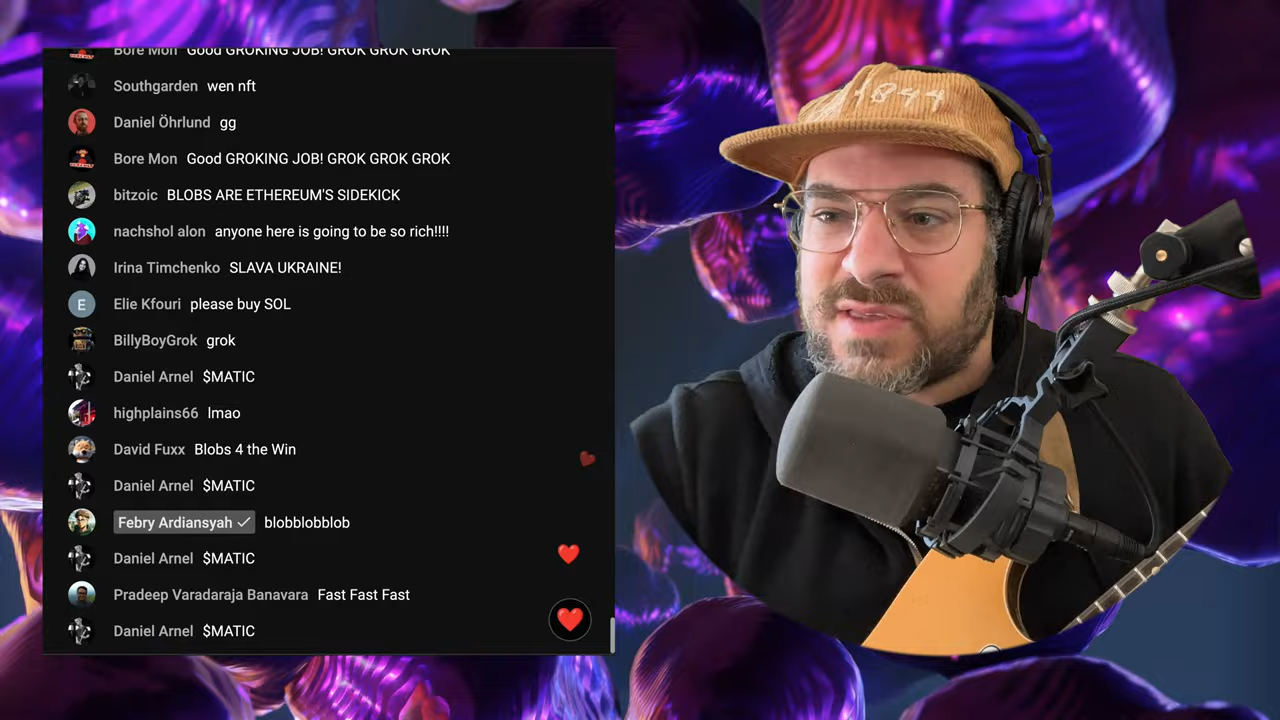 Bore Mon Good GROKING JOB! GROK GROK GROK
Southgarden wen nft
Daniel Öhrlund gg
Bore Mon Good GROKING JOB! GROK GROK GROK
bitzoic BLOBS ARE ETHEREUM'S SIDEKICK
nachshol alon anyone here is going to be so rich!!!!
Irina Timchenko SLAVA UKRAINE!
E Elie Kfouri please buy SOL
BillyBoyGrok grok
Daniel Arnel $MATIC
highplains66 lmao
David Fuxx Blobs 4 the Win
Daniel Arnel $MATIC
Febry Ardiansyah blobblobblob
Daniel Arnel $MATIC
Pradeep Varadaraja Banavara Fast Fast Fast
Daniel Arnel $MATIC
1844